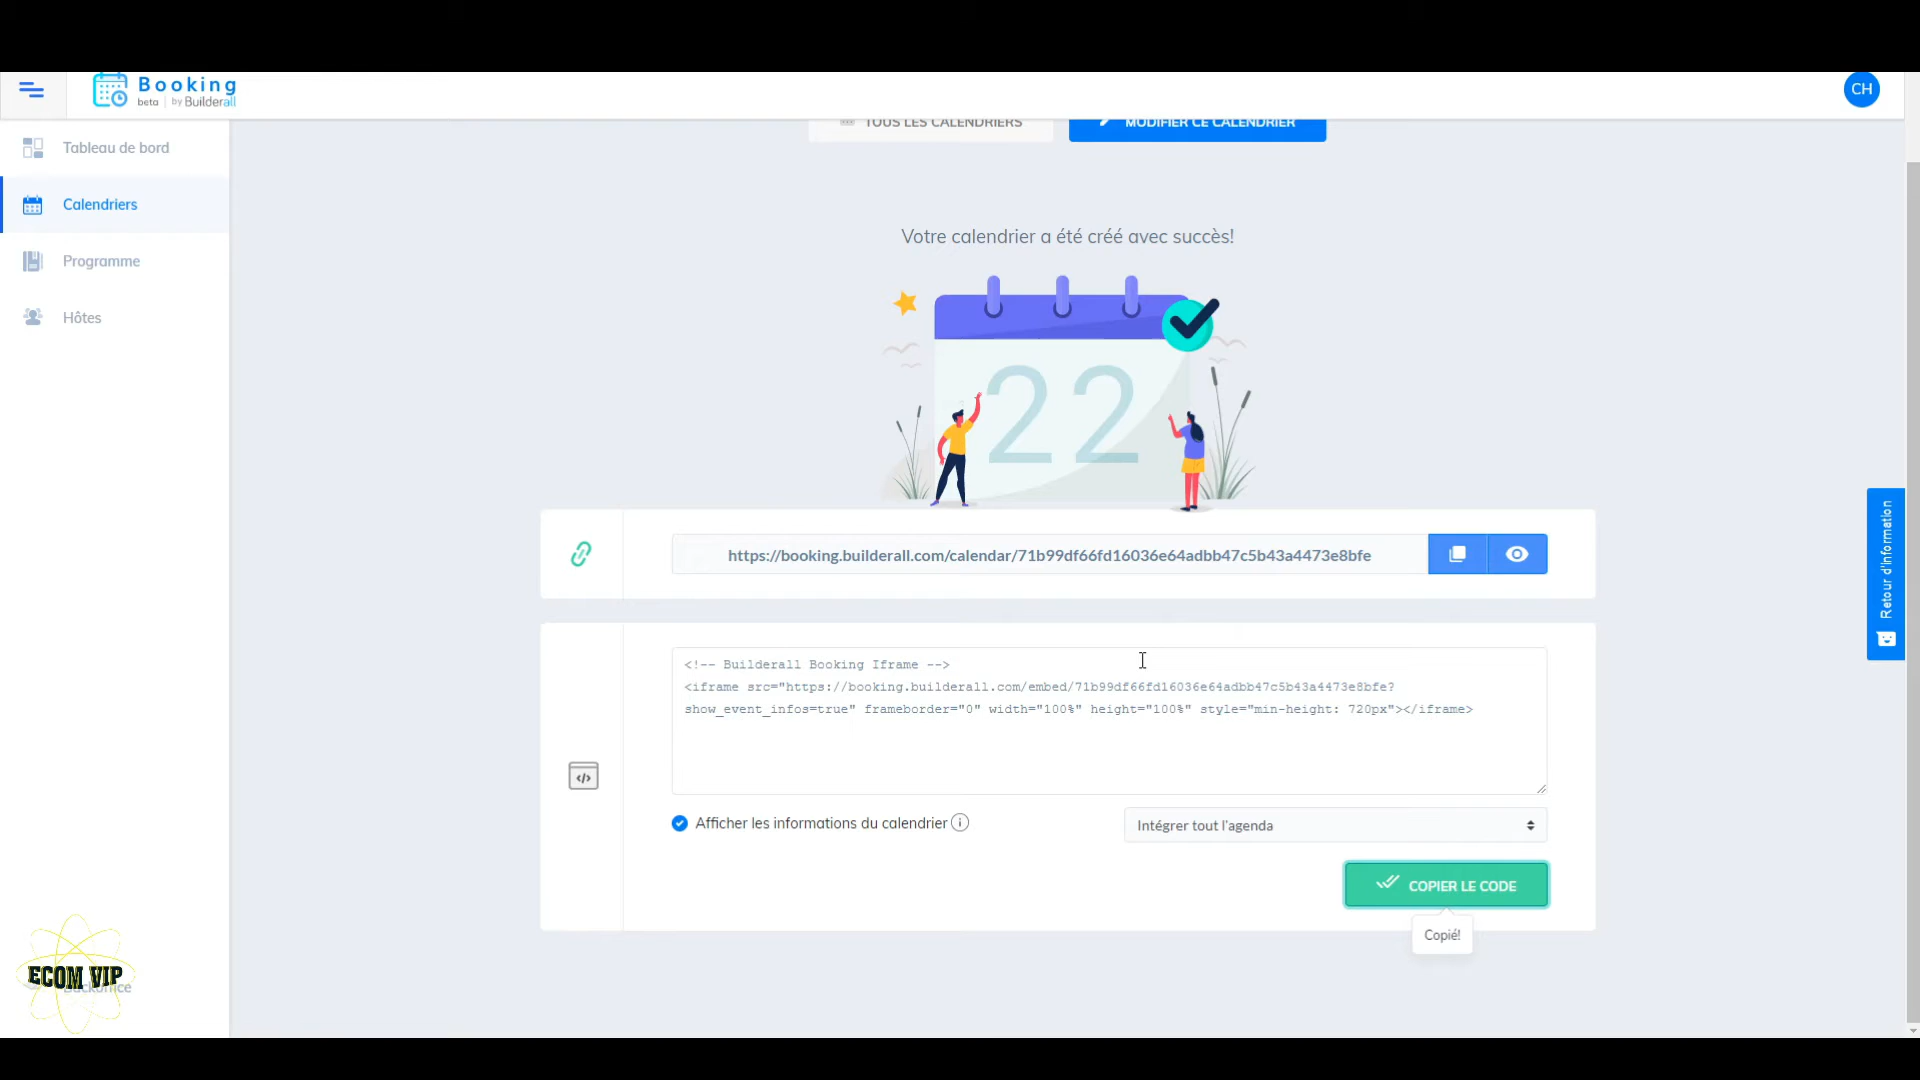 Booking
beta | by Builderall
CH
TOUS LES CALENDRIERS
MODIFIER CE CALENDRIER
Tableau de bord
Calendriers
Programme
Hôtes
Votre calendrier a été créé avec succès!
22
https://booking.builderall.com/calendar/71b99df66fd16036e64adbb47c5b43a4473e8bfe
Retour d'information
<!-- Builderall Booking Iframe -->
<iframe src="https://booking.builderall.com/embed/71b99df66fd16036e64adbb47c5b43a4473e8bfe?
show_event_infos=true" frameborder="0" width="100%" height="100%" style="min-height: 720px"></iframe>
</>
Afficher les informations du calendrier
Intégrer tout l'agenda
COPIER LE CODE
Copié!
ECOM VIP
Backoffice